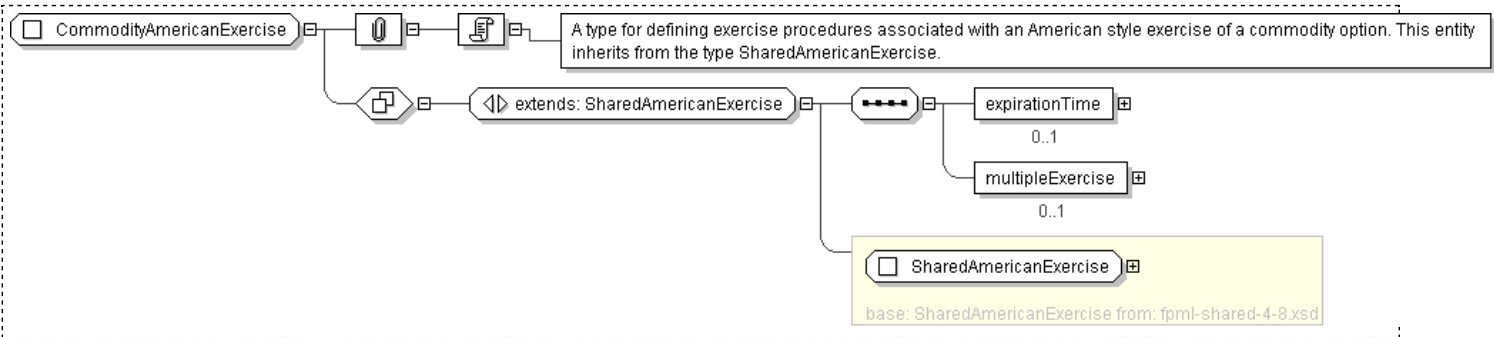 CommodityAmericanExercise
A type for defining exercise procedures associated with an American style exercise of a commodity option. This entity
inherits from the type SharedAmericanExercise.
extends: SharedAmericanExercise
expirationTime
0..1
multipleExercise
0..1
SharedAmericanExercise
base: SharedAmericanExercise from: fpml-shared-4-8.xsd